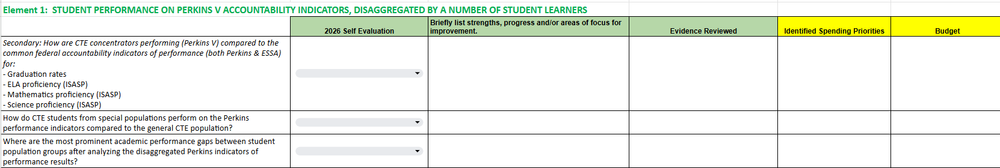 Element 1:  STUDENT PERFORMANCE ON PERKINS V ACCOUNTABILITY INDICATORS, DISAGGREGATED BY A NUMBER OF STUDENT LEARNERS
2026 Self Evaluation
Briefly list strengths, progress and/or areas of focus for
improvement.
Evidence Reviewed
Identified Spending Priorities
Budget
Secondary: How are CTE concentrators performing (Perkins V) compared to the
common federal accountability indicators of performance (both Perkins & ESSA)
for:
- Graduation rates
- ELA proficiency (ISASP)
- Mathematics proficiency (ISASP)
- Science proficiency (ISASP)
How do CTE students from special populations perform on the Perkins
performance indicators compared to the general CTE population?
Where are the most prominent academic performance gaps between student
population groups after analyzing the disaggregated Perkins indicators of
performance results?